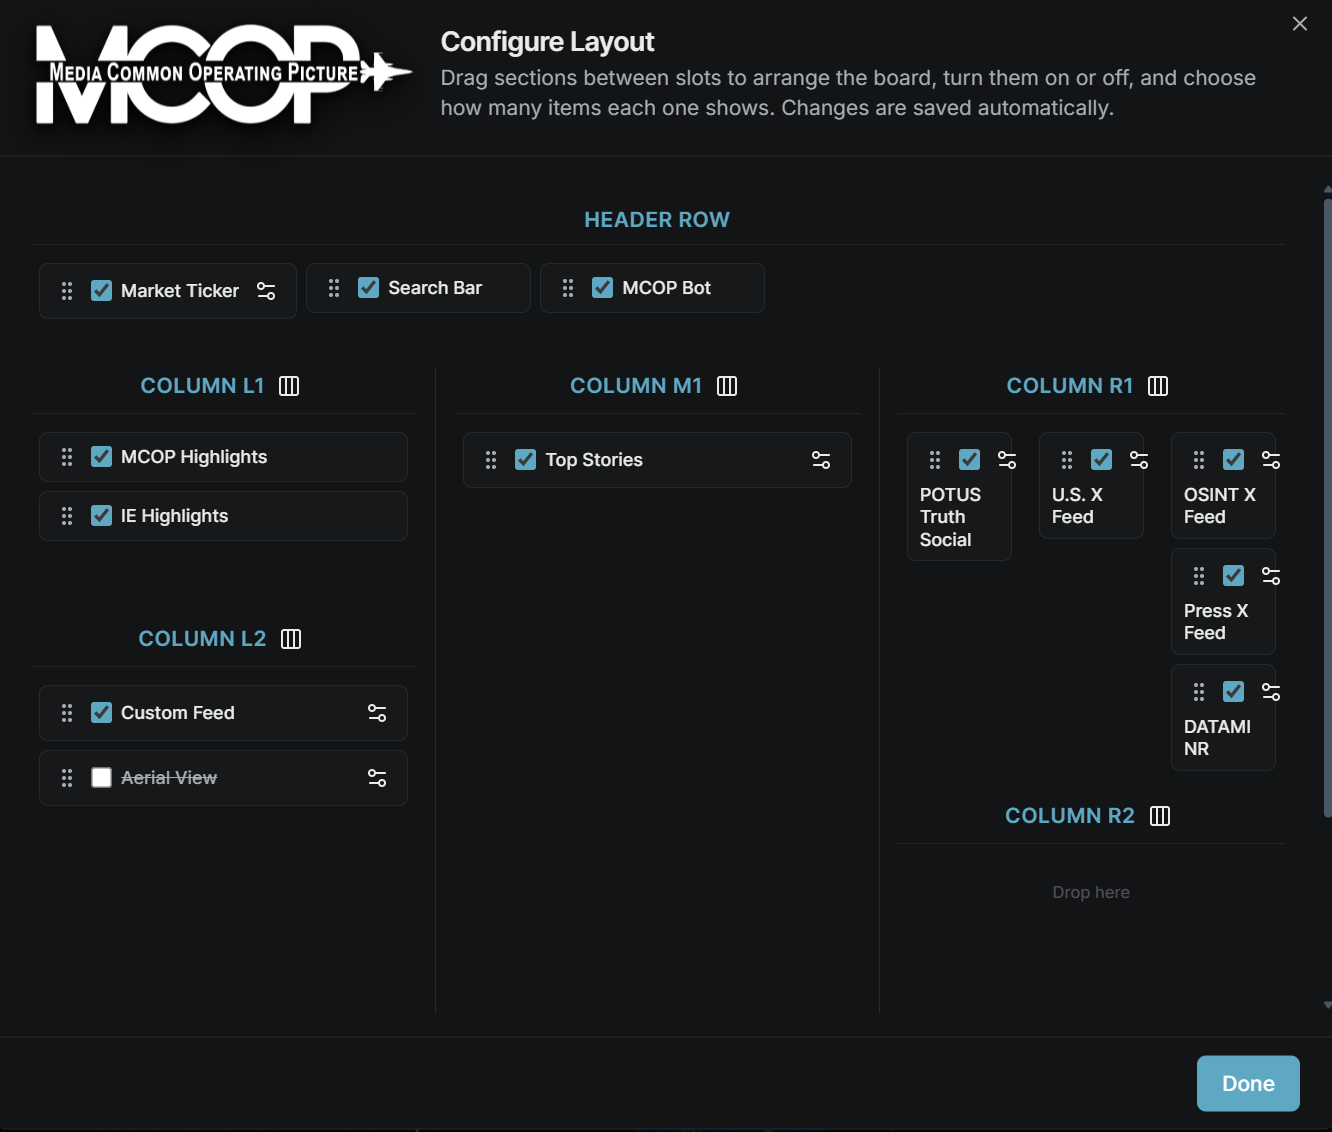 MCOP
MEDIA COMMON OPERATING PICTURE
Configure Layout
Drag sections between slots to arrange the board, turn them on or off, and choose
how many items each one shows. Changes are saved automatically.
HEADER ROW
Market Ticker
Search Bar
MCOP Bot
COLUMN L1
MCOP Highlights
IE Highlights
COLUMN L2
Custom Feed
Aerial View
COLUMN M1
Top Stories
COLUMN R1
POTUS
Truth
Social
U.S. X
Feed
OSINT X
Feed
Press X
Feed
DATAMI
NR
COLUMN R2
Drop here
Done